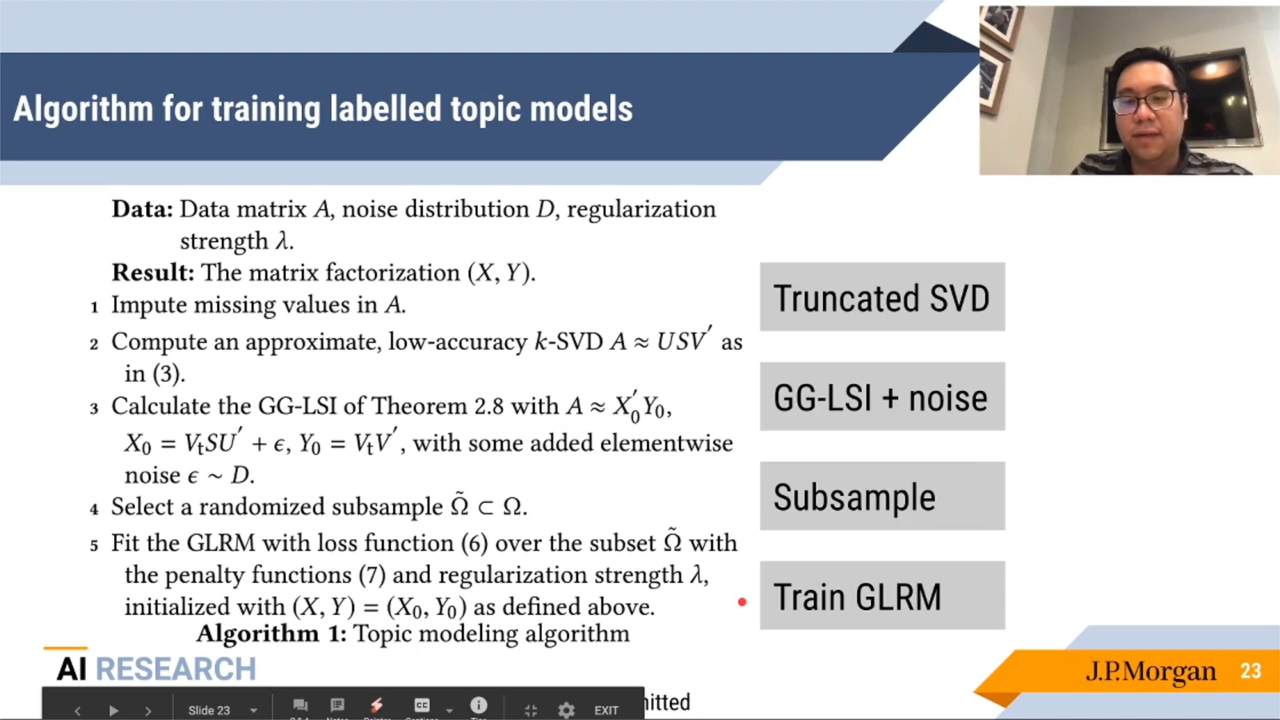 Algorithm for training labelled topic models
Data: Data matrix A, noise distribution D, regularization
strength λ.
Result: The matrix factorization (X, Y).
1 Impute missing values in A.
2 Compute an approximate, low-accuracy k-SVD A ≈ USV′ as
in (3).
3 Calculate the GG-LSI of Theorem 2.8 with A ≈ X₀′Y₀,
X₀ = VₜSU′ + ϵ, Y₀ = VₜV′, with some added elementwise
noise ϵ ~ D.
4 Select a randomized subsample Ω̃ ⊂ Ω.
5 Fit the GLRM with loss function (6) over the subset Ω̃ with
the penalty functions (7) and regularization strength λ,
initialized with (X, Y) = (X₀, Y₀) as defined above.
Algorithm 1: Topic modeling algorithm
Truncated SVD
GG-LSI + noise
Subsample
Train GLRM
AI RESEARCH
J.P.Morgan 23
Slide 23
EXIT